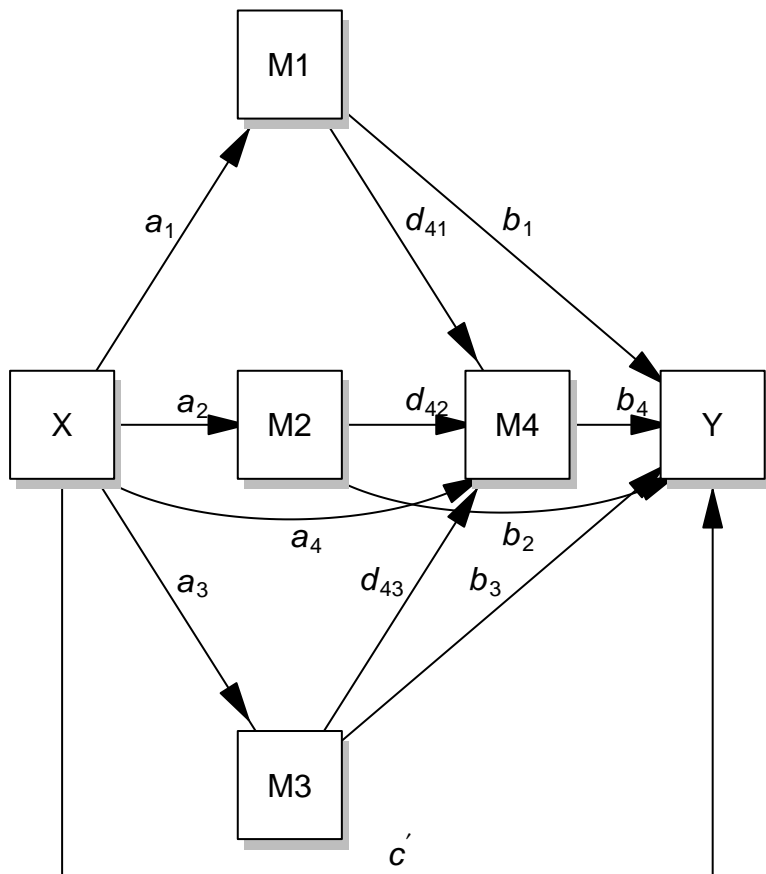 M1
a₁
d₄₁
b₁
X
a₂
M2
d₄₂
M4
b₄
Y
a₄
b₂
a₃
d₄₃
b₃
M3
c′